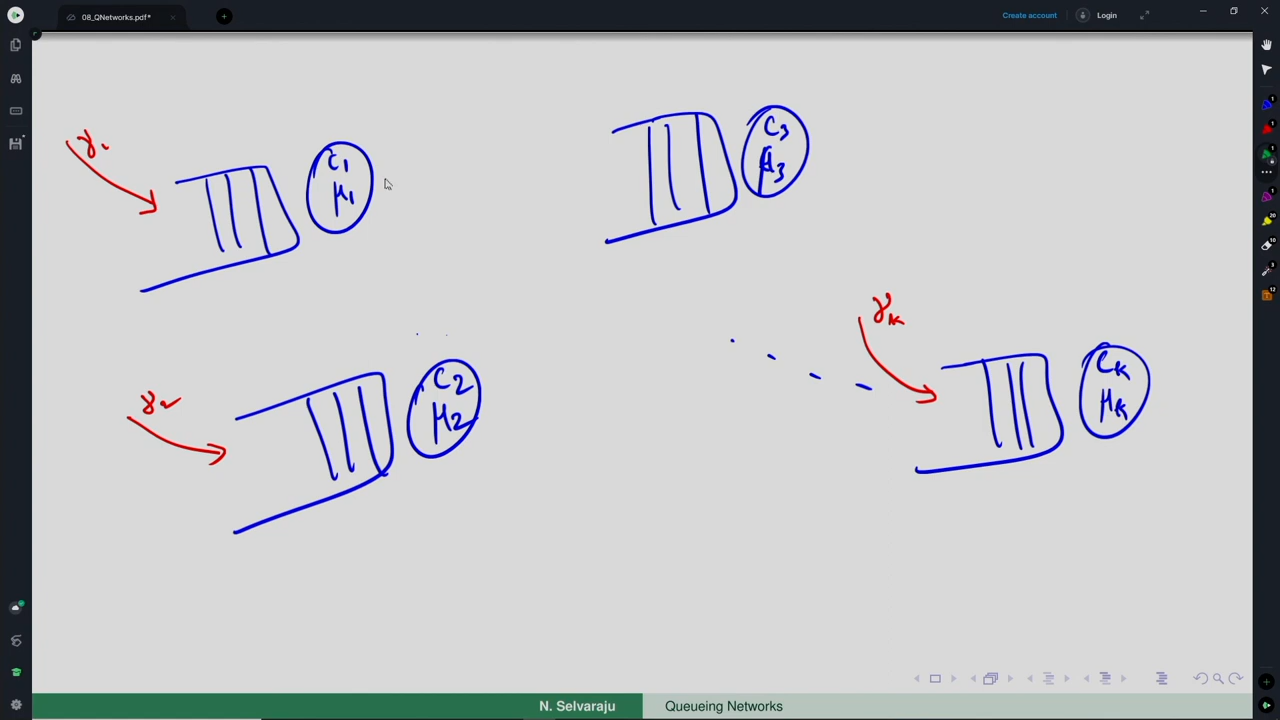 08_QNetworks.pdf*
Create account
Login
γ₁
C₁
μ₁
C₃
μ₃
γ₂
C₂
μ₂
γₖ
Cₖ
μₖ
N. Selvaraju
Queueing Networks